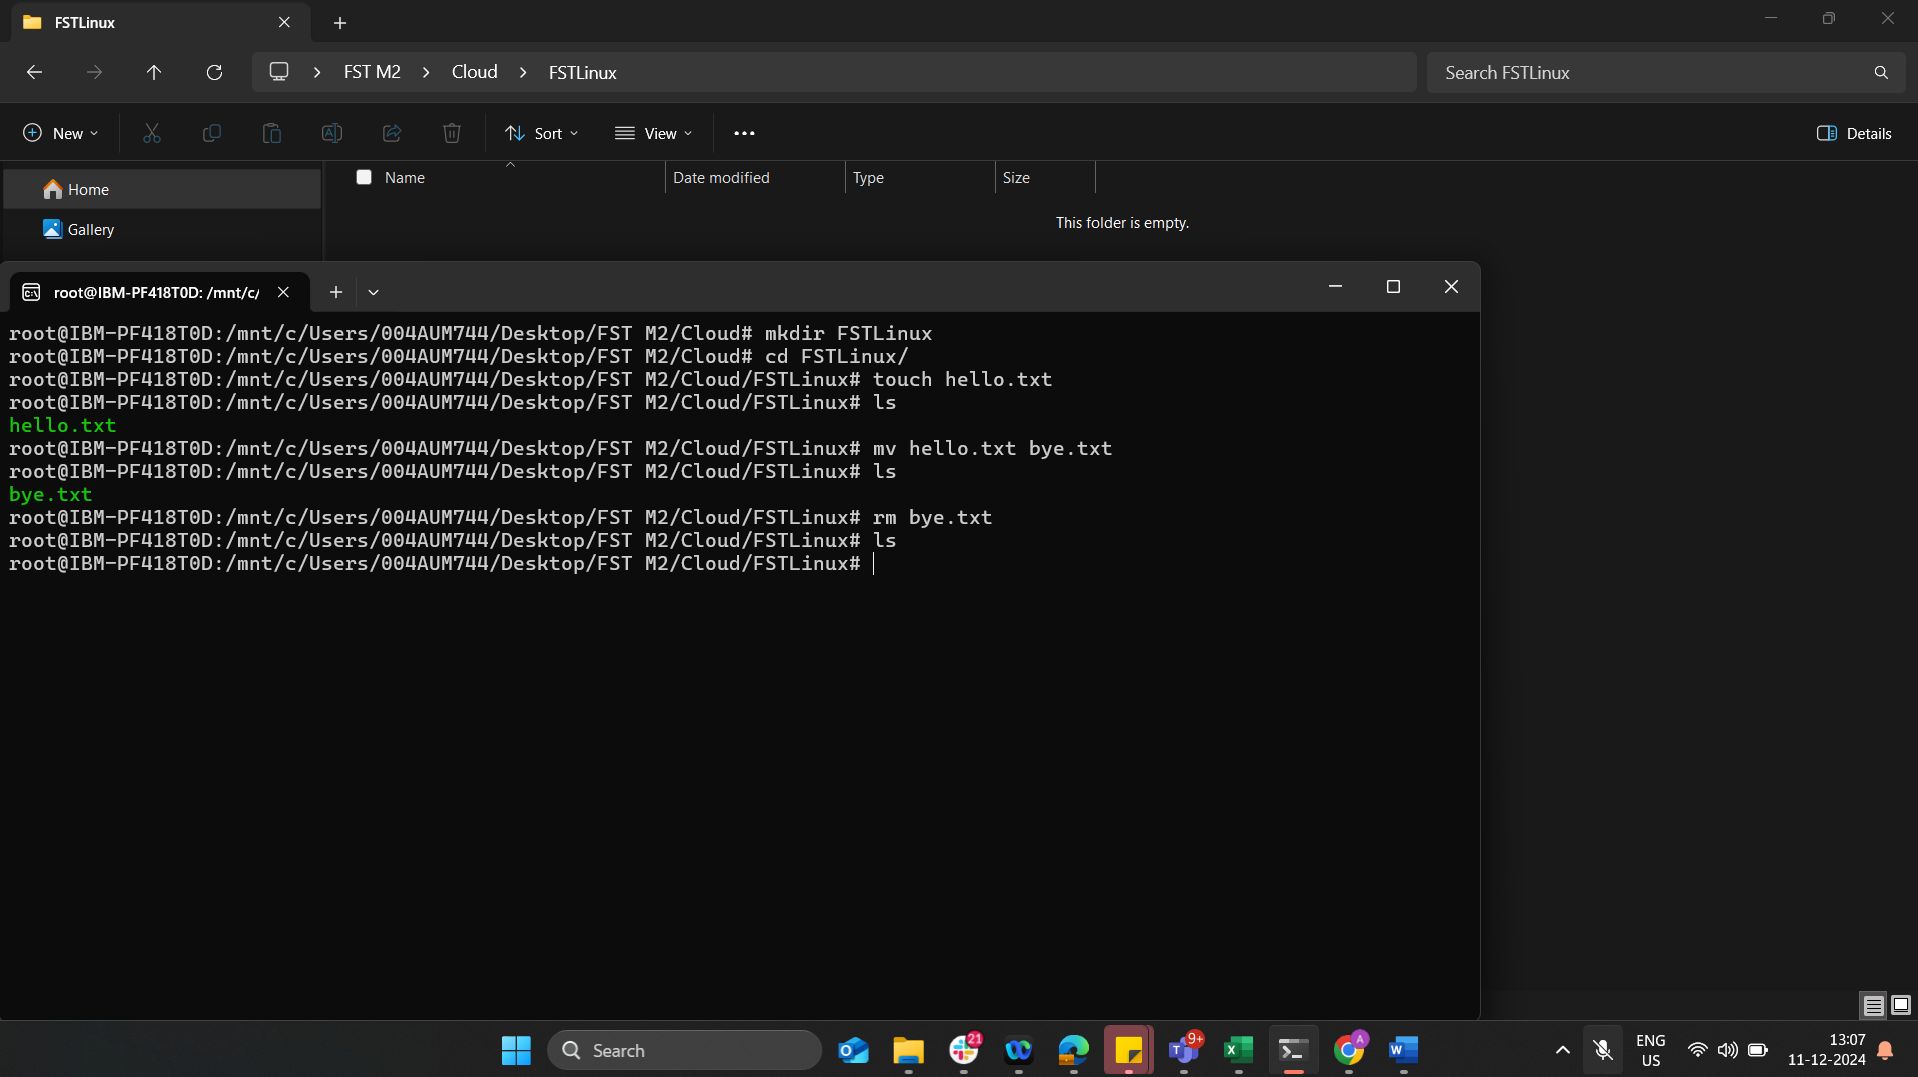 FSTLinux
FST M2 > Cloud > FSTLinux
Search FSTLinux
New
Sort
View
Details
Home
Gallery
Name
Date modified
Type
Size
This folder is empty.
root@IBM-PF418T0D: /mnt/c/
root@IBM-PF418T0D:/mnt/c/Users/004AUM744/Desktop/FST M2/Cloud# mkdir FSTLinux
root@IBM-PF418T0D:/mnt/c/Users/004AUM744/Desktop/FST M2/Cloud# cd FSTLinux/
root@IBM-PF418T0D:/mnt/c/Users/004AUM744/Desktop/FST M2/Cloud/FSTLinux# touch hello.txt
root@IBM-PF418T0D:/mnt/c/Users/004AUM744/Desktop/FST M2/Cloud/FSTLinux# ls
hello.txt
root@IBM-PF418T0D:/mnt/c/Users/004AUM744/Desktop/FST M2/Cloud/FSTLinux# mv hello.txt bye.txt
root@IBM-PF418T0D:/mnt/c/Users/004AUM744/Desktop/FST M2/Cloud/FSTLinux# ls
bye.txt
root@IBM-PF418T0D:/mnt/c/Users/004AUM744/Desktop/FST M2/Cloud/FSTLinux# rm bye.txt
root@IBM-PF418T0D:/mnt/c/Users/004AUM744/Desktop/FST M2/Cloud/FSTLinux# ls
root@IBM-PF418T0D:/mnt/c/Users/004AUM744/Desktop/FST M2/Cloud/FSTLinux#
Search
21
9+
A
ENG
US
13:07
11-12-2024